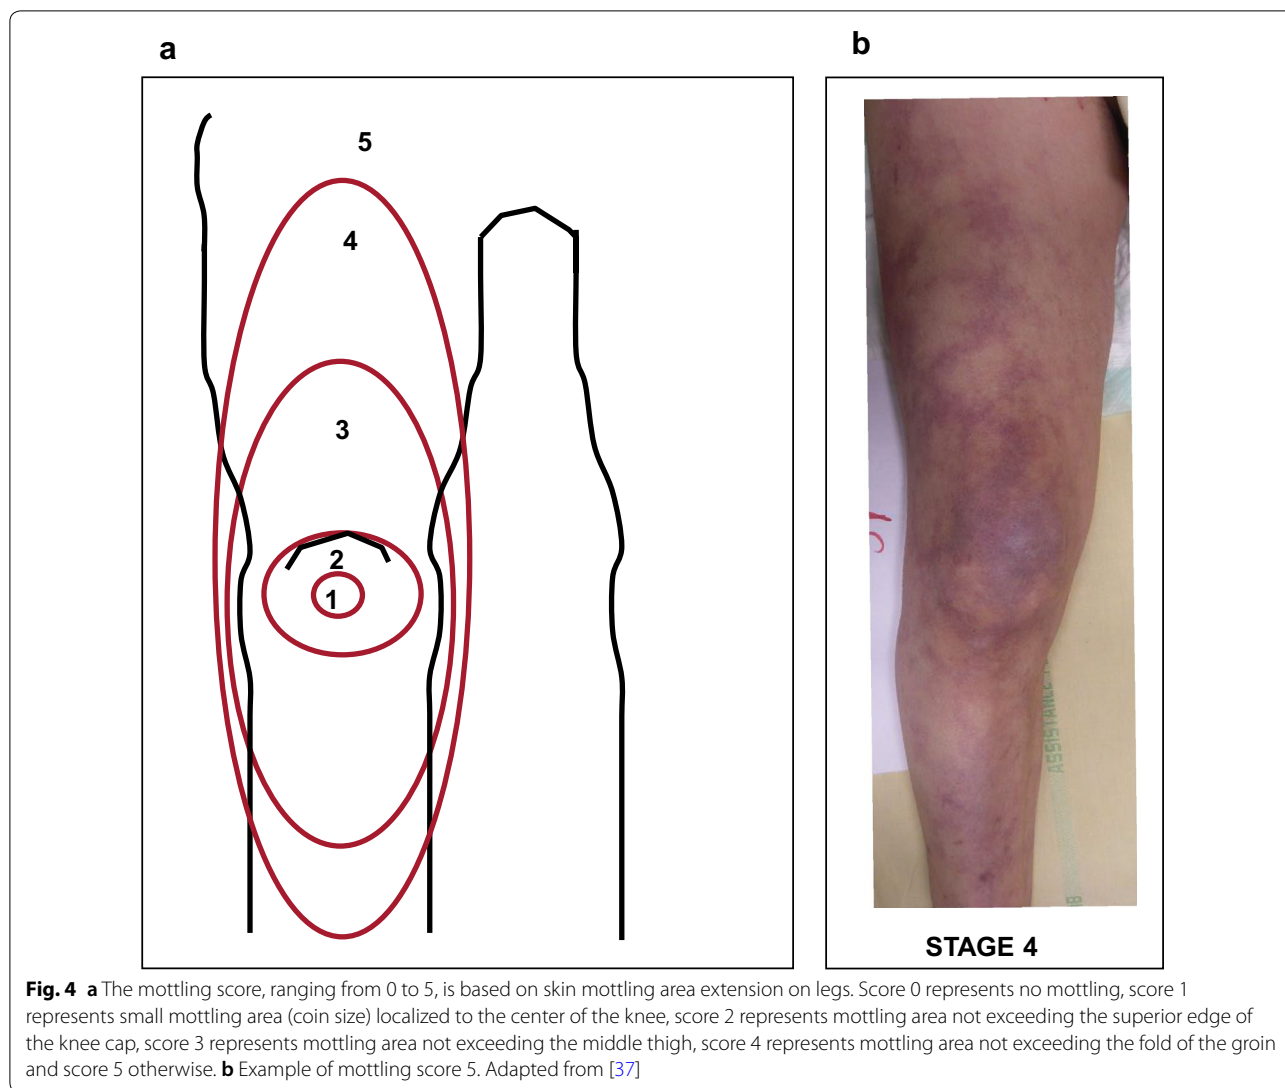 a
b
5
4
3
2
1
ASSISTANCE
STAGE 4
Fig. 4 a The mottling score, ranging from 0 to 5, is based on skin mottling area extension on legs. Score 0 represents no mottling, score 1
represents small mottling area (coin size) localized to the center of the knee, score 2 represents mottling area not exceeding the superior edge of
the knee cap, score 3 represents mottling area not exceeding the middle thigh, score 4 represents mottling area not exceeding the fold of the groin
and score 5 otherwise. b Example of mottling score 5. Adapted from [37]